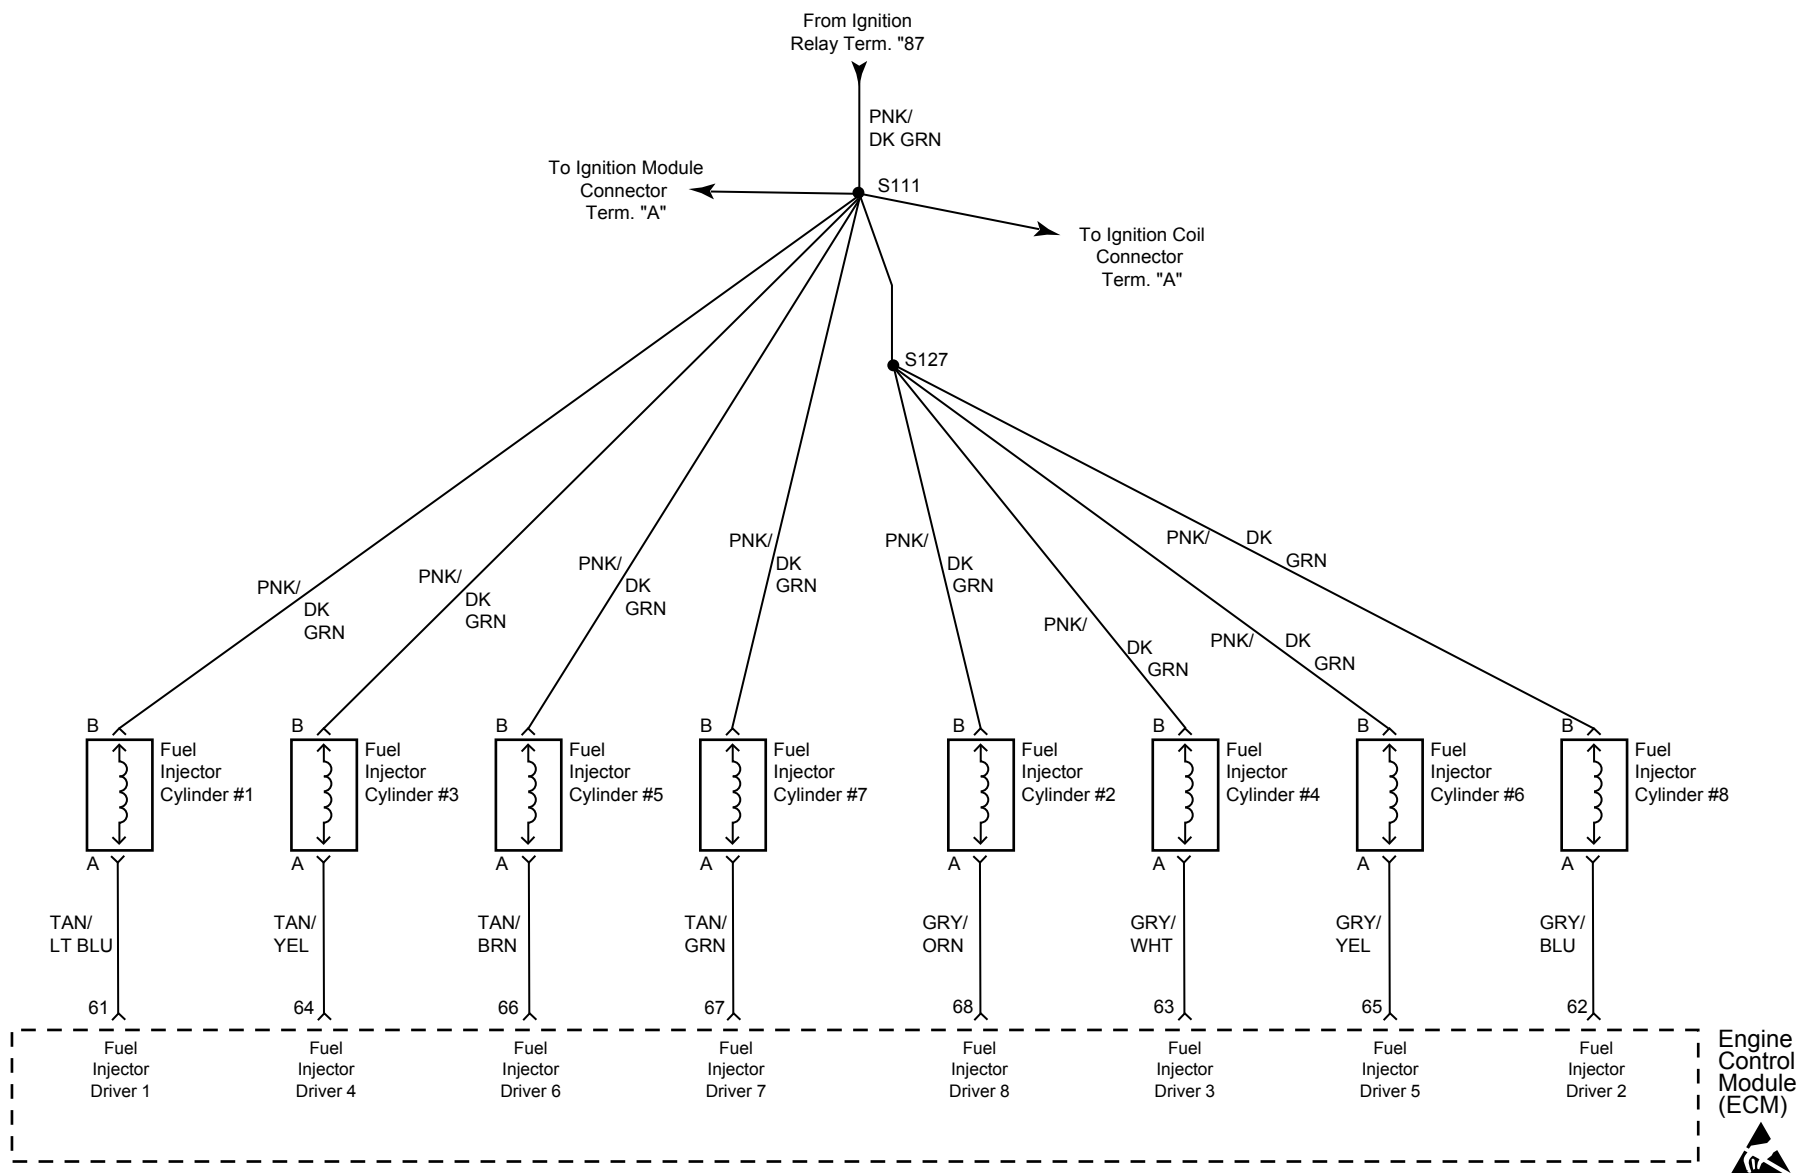 From Ignition
Relay Term. "87
PNK/
DK GRN
To Ignition Module
Connector
Term. "A"
S111
To Ignition Coil
Connector
Term. "A"
S127
PNK/
DK
GRN
PNK/
DK
GRN
PNK/
DK
GRN
PNK/
DK
GRN
PNK/
DK
GRN
PNK/
DK
GRN
PNK/
DK
GRN
PNK/
DK
GRN
B
Fuel
Injector
Cylinder #1
A
B
Fuel
Injector
Cylinder #3
A
B
Fuel
Injector
Cylinder #5
A
B
Fuel
Injector
Cylinder #7
A
B
Fuel
Injector
Cylinder #2
A
B
Fuel
Injector
Cylinder #4
A
B
Fuel
Injector
Cylinder #6
A
B
Fuel
Injector
Cylinder #8
A
TAN/
LT BLU
TAN/
YEL
TAN/
BRN
TAN/
GRN
GRY/
ORN
GRY/
WHT
GRY/
YEL
GRY/
BLU
61
64
66
67
68
63
65
62
Fuel
Injector
Driver 1
Fuel
Injector
Driver 4
Fuel
Injector
Driver 6
Fuel
Injector
Driver 7
Fuel
Injector
Driver 8
Fuel
Injector
Driver 3
Fuel
Injector
Driver 5
Fuel
Injector
Driver 2
Engine
Control
Module
(ECM)